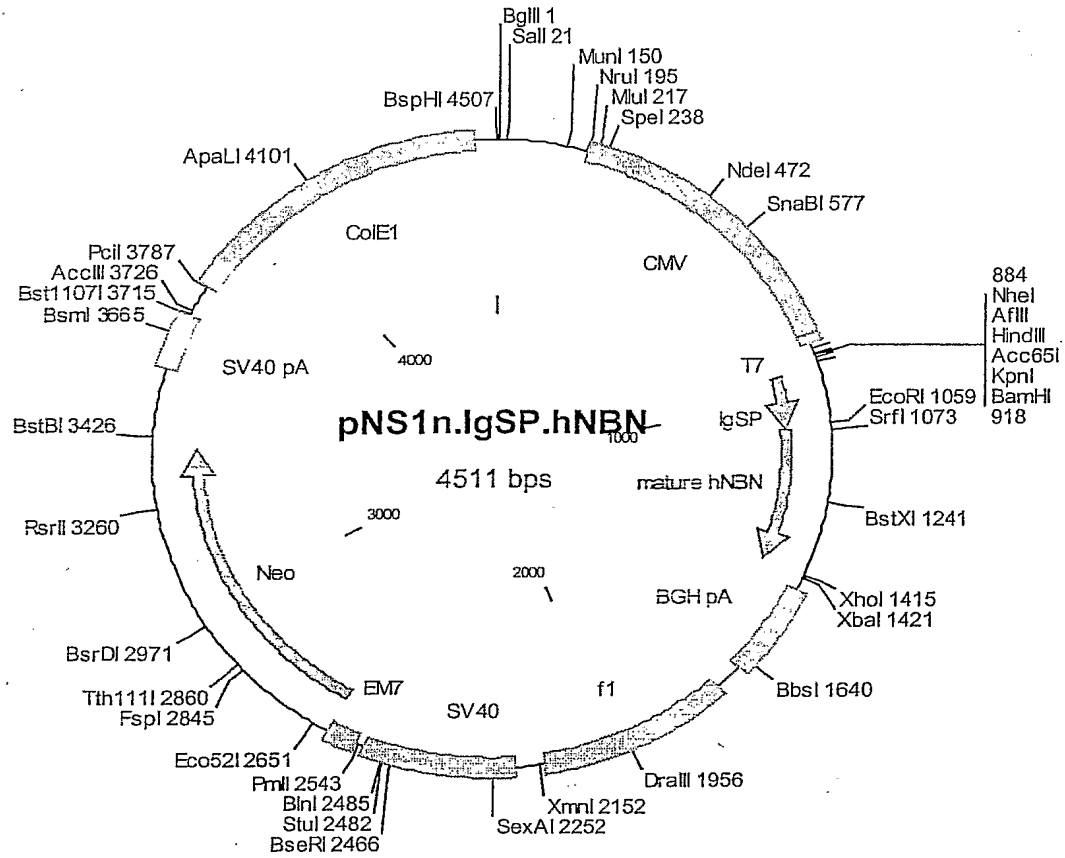 BglII 1
SalI 21
MunI 150
NruI 195
MluI 217
SpeI 238
BspHI 4507
ApaLI 4101
NdeI 472
SnaBI 577
ColE1
CMV
PciI 3787
AccIII 3726
Bst1107I 3715
BsmI 3665
884
NheI
AflII
HindIII
Acc65I
KpnI
BamHI
918
I
4000
SV40 pA
T7
EcoRI 1059
SrfI 1073
IgSP
BstBI 3426
pNS1n.IgSP.hNBN
1000
4511 bps
mature hNBN
BstXI 1241
RsrII 3260
3000
Neo
2000
BGH pA
XhoI 1415
XbaI 1421
BsrDI 2971
BbsI 1640
Tth111I 2860
FspI 2845
EM7
SV40
f1
Eco52I 2651
DraIII 1956
PmlI 2543
BlnI 2485
StuI 2482
BseRI 2466
XmnI 2152
SexAI 2252